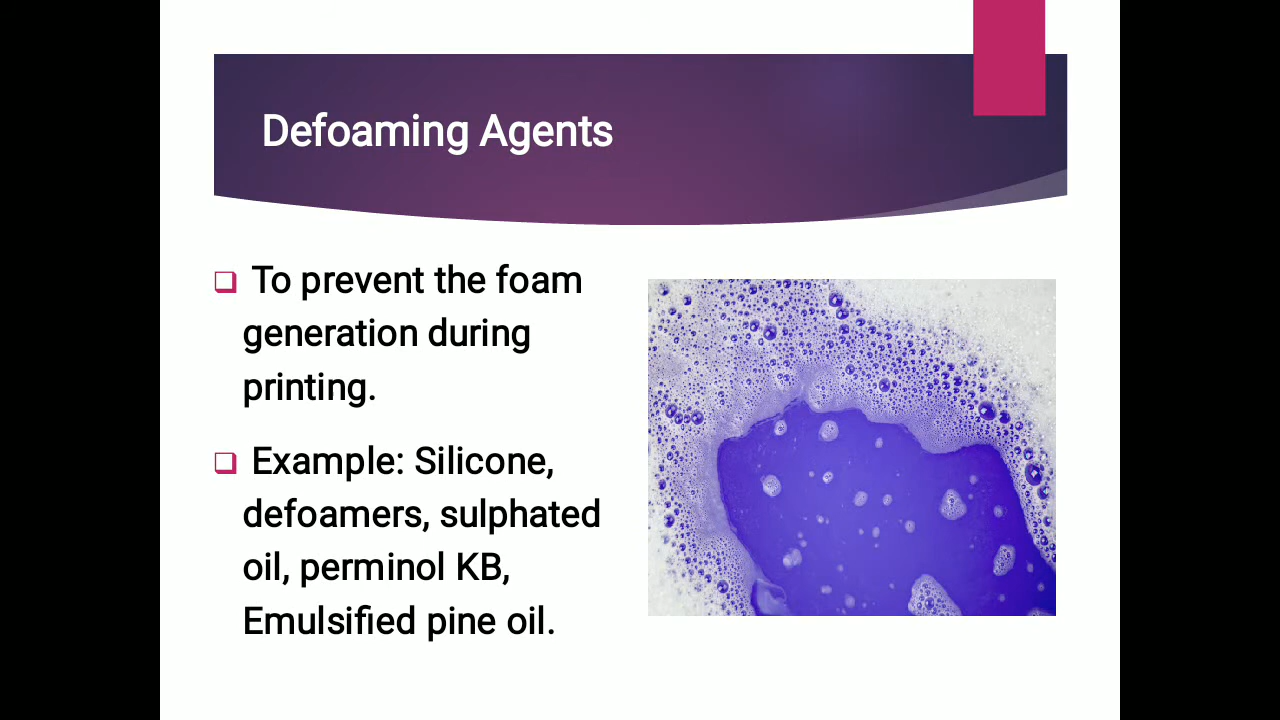 Defoaming Agents
To prevent the foam
generation during
printing.
Example: Silicone,
defoamers, sulphated
oil, perminol KB,
Emulsified pine oil.